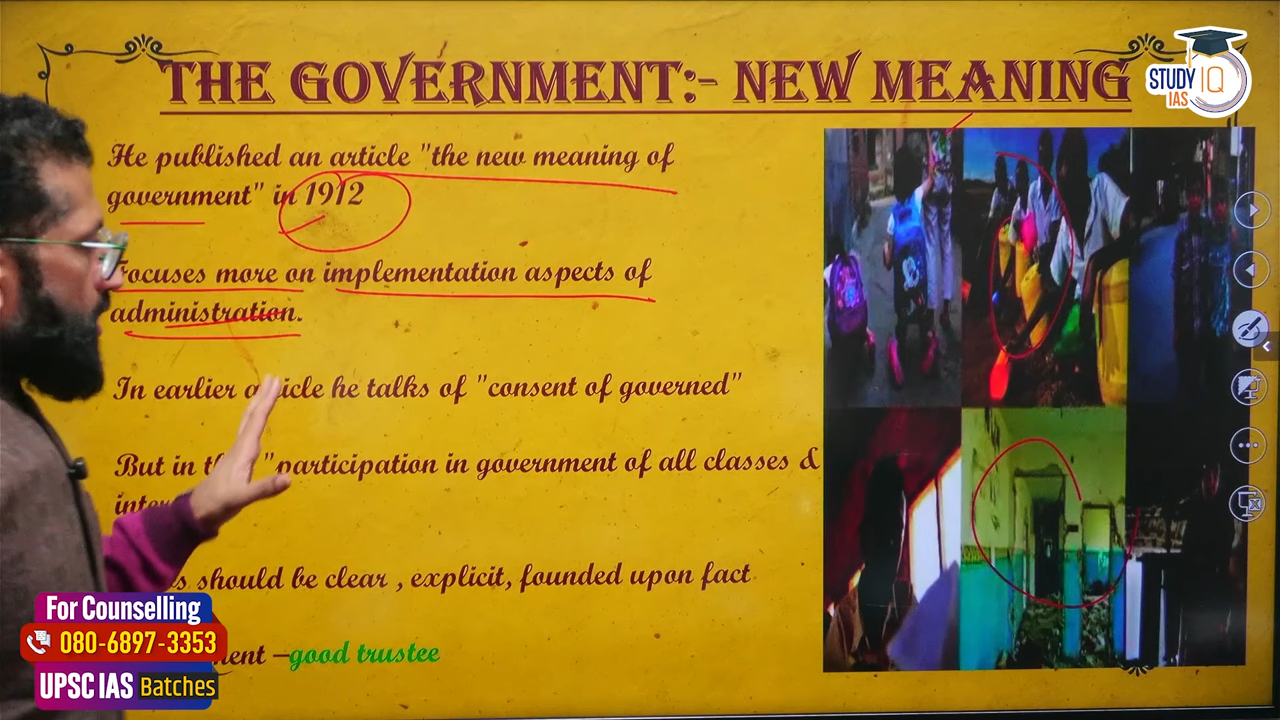 STUDY IQ
IAS
THE GOVERNMENT:- NEW MEANING
He published an article "the new meaning of
government" in 1912
Focuses more on implementation aspects of
administration.
In earlier article he talks of "consent of governed"
But in "participation in government of all classes &
should be clear , explicit, founded upon fact
–good trustee
For Counselling
080-6897-3353
UPSC IAS Batches